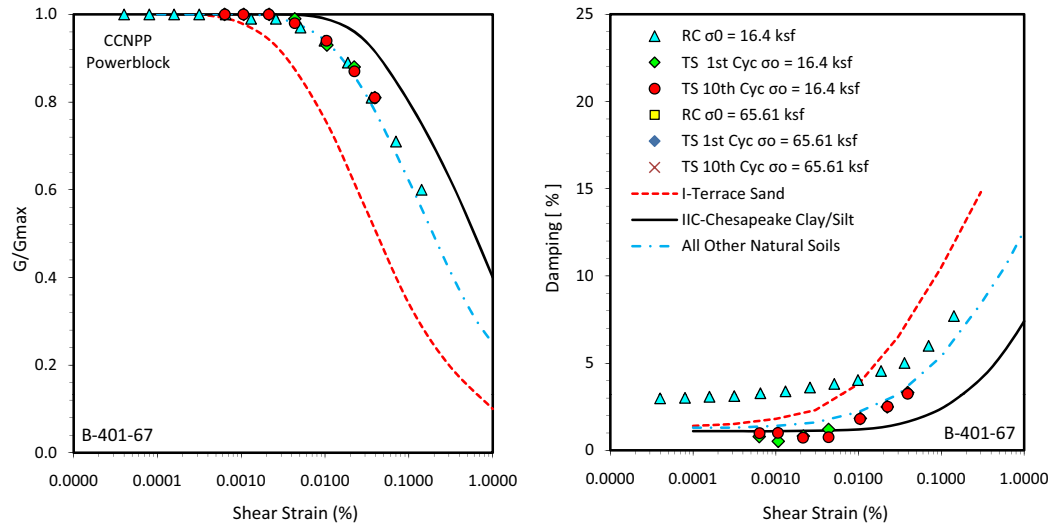 1.0
0.8
0.6
0.4
0.2
0.0
G/Gmax
CCNPP
Powerblock
B-401-67
0.0000 0.0001 0.0010 0.0100 0.1000 1.0000
Shear Strain (%)
25
20
15
10
5
0
Damping [ % ]
RC σ0 = 16.4 ksf
TS 1st Cyc σo = 16.4 ksf
TS 10th Cyc σo = 16.4 ksf
RC σ0 = 65.61 ksf
TS 1st Cyc σo = 65.61 ksf
TS 10th Cyc σo = 65.61 ksf
I-Terrace Sand
IIC-Chesapeake Clay/Silt
All Other Natural Soils
B-401-67
0.0000 0.0001 0.0010 0.0100 0.1000 1.0000
Shear Strain (%)